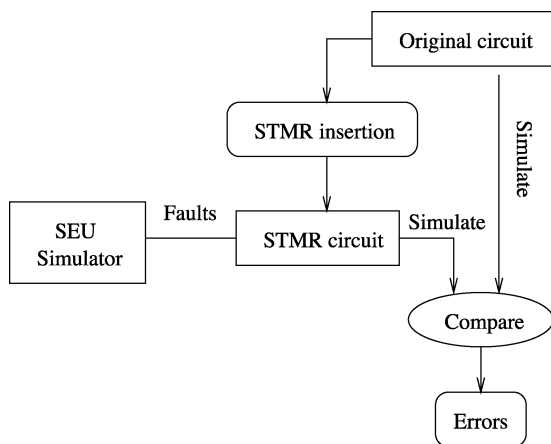 Original circuit
STMR insertion
Simulate
Faults
SEU
Simulator
STMR circuit
Simulate
Compare
Errors